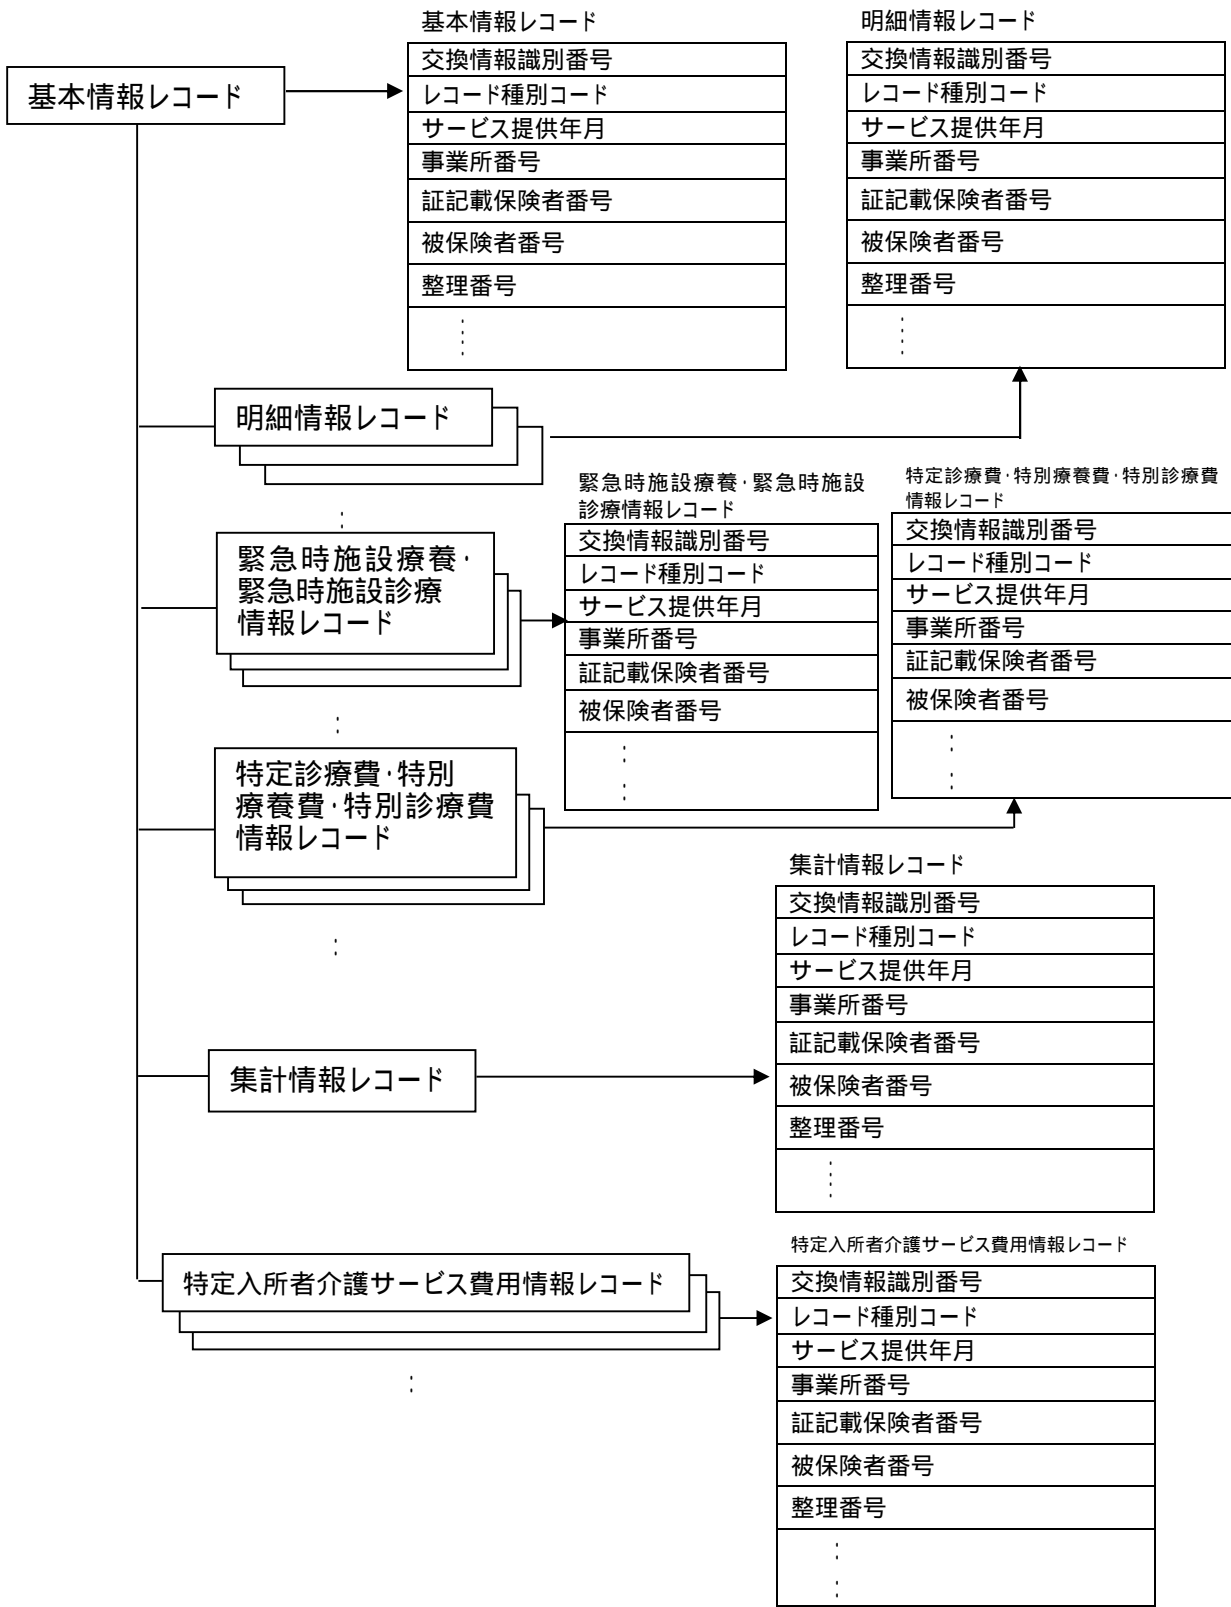 基本情報レコード
基本情報レコード
交換情報識別番号
レコード種別コード
サービス提供年月
事業所番号
証記載保険者番号
被保険者番号
整理番号
明細情報レコード
交換情報識別番号
レコード種別コード
サービス提供年月
事業所番号
証記載保険者番号
被保険者番号
整理番号
明細情報レコード
緊急時施設療養・
緊急時施設診療
情報レコード
緊急時施設療養・緊急時施設
診療情報レコード
交換情報識別番号
レコード種別コード
サービス提供年月
事業所番号
証記載保険者番号
被保険者番号
特定診療費・特別療養費・特別診療費
情報レコード
交換情報識別番号
レコード種別コード
サービス提供年月
事業所番号
証記載保険者番号
被保険者番号
特定診療費・特別
療養費・特別診療費
情報レコード
集計情報レコード
集計情報レコード
交換情報識別番号
レコード種別コード
サービス提供年月
事業所番号
証記載保険者番号
被保険者番号
整理番号
特定入所者介護サービス費用情報レコード
特定入所者介護サービス費用情報レコード
交換情報識別番号
レコード種別コード
サービス提供年月
事業所番号
証記載保険者番号
被保険者番号
整理番号